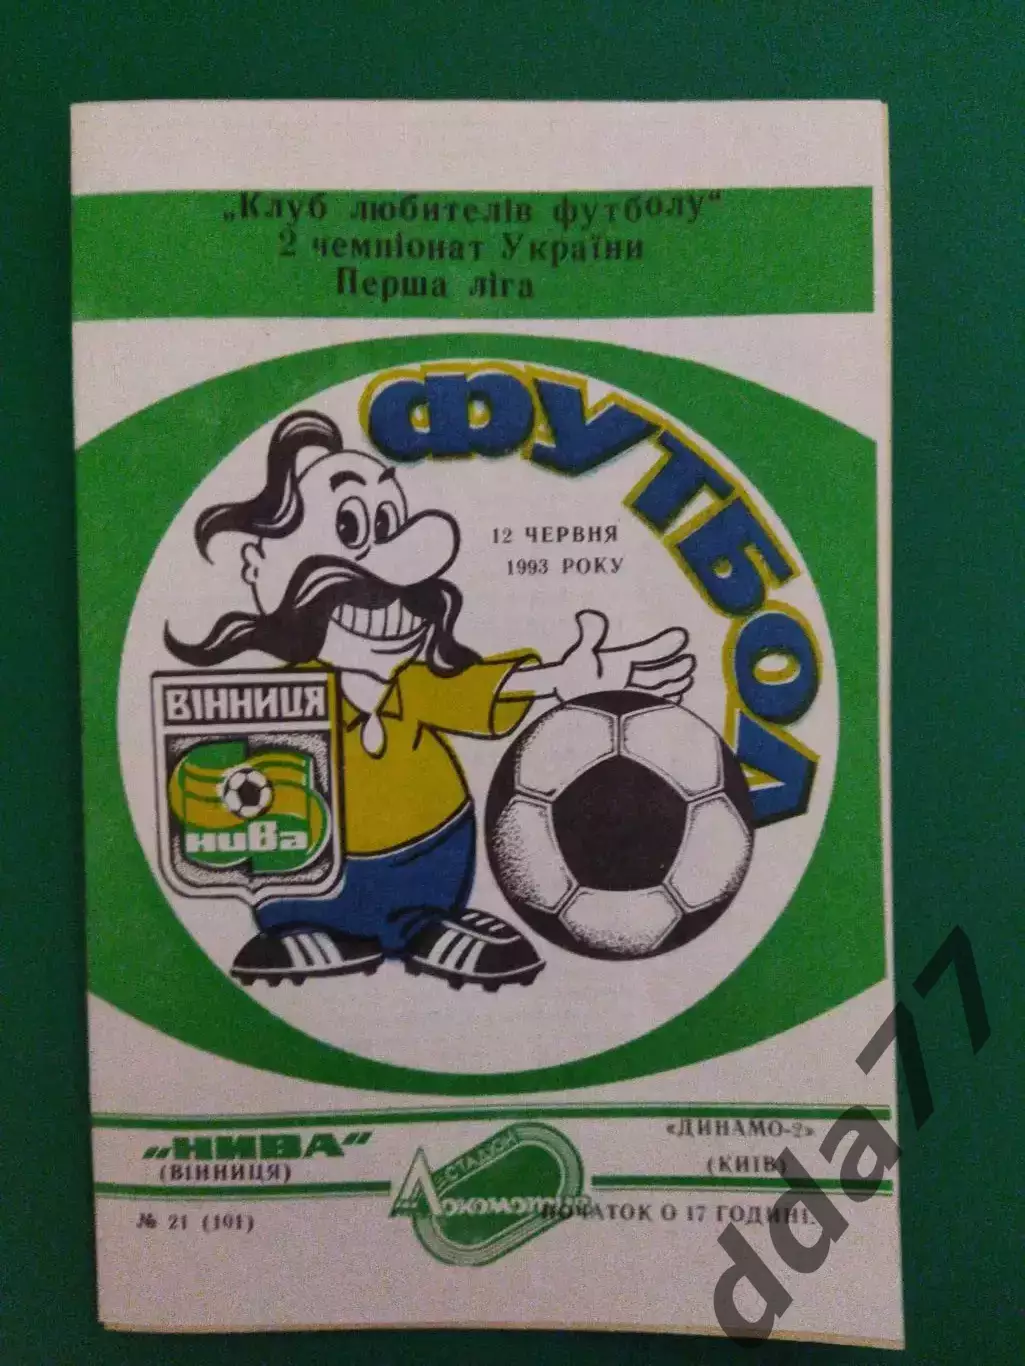 „Клуб любителів футболу"
2 чемпіонат України
Перша ліга
ФУТБОЛ
12 ЧЕРВНЯ
1993 РОКУ
ВІННИЦЯ
нива
„НИВА"
(ВІННИЦЯ)
№ 21 (101)
СТАДІОН
Локомотив
«ДИНАМО-2»
(КИЇВ)
ПОЧАТОК О 17 ГОДИНІ.
dda77